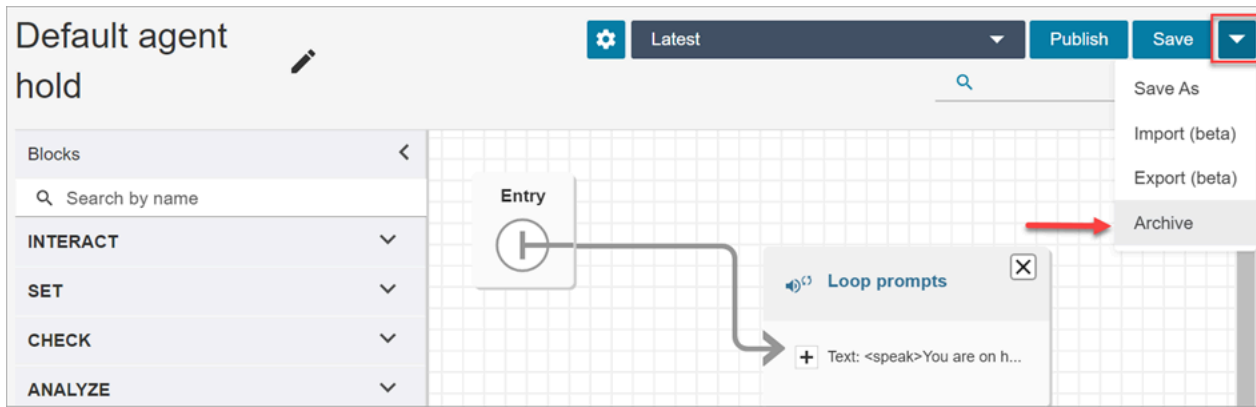 Default agent
hold
Latest
Publish
Save
Save As
Import (beta)
Export (beta)
Archive
Blocks
Search by name
INTERACT
SET
CHECK
ANALYZE
Entry
Loop prompts
Text: <speak>You are on h...